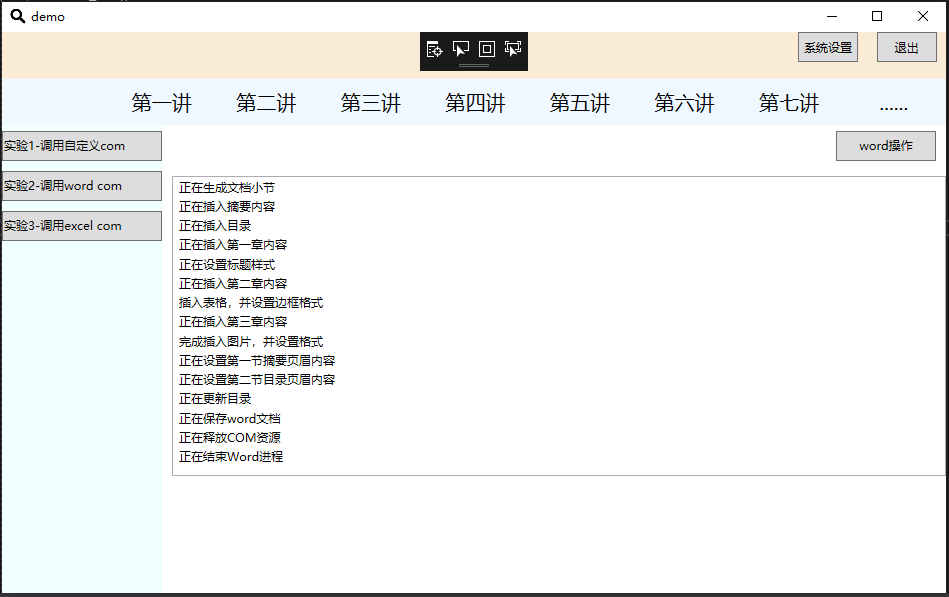 demo
系统设置
退出
第一讲
第二讲
第三讲
第四讲
第五讲
第六讲
第七讲
......
实验1-调用自定义com
实验2-调用word com
实验3-调用excel com
word操作
正在生成文档小节
正在插入摘要内容
正在插入目录
正在插入第一章内容
正在设置标题样式
正在插入第二章内容
插入表格，并设置边框格式
正在插入第三章内容
完成插入图片，并设置格式
正在设置第一节摘要页眉内容
正在设置第二节目录页眉内容
正在更新目录
正在保存word文档
正在释放COM资源
正在结束Word进程